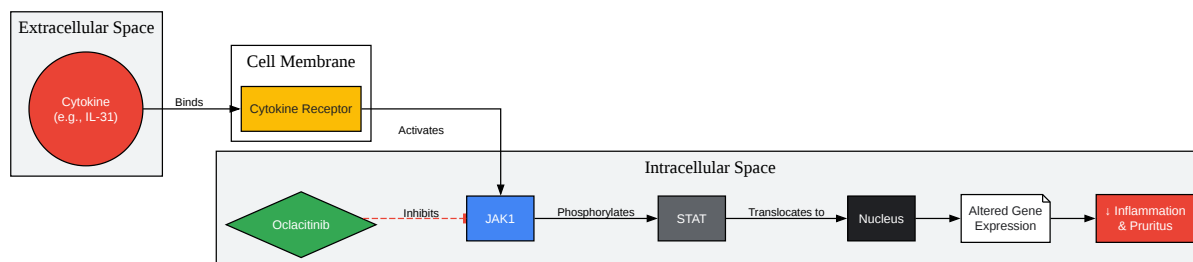 Extracellular Space
Cytokine
(e.g., IL-31)
Binds
Cell Membrane
Cytokine Receptor
Activates
Intracellular Space
Oclacitinib
Inhibits
JAK1
Phosphorylates
STAT
Translocates to
Nucleus
Altered Gene
Expression
↓ Inflammation
& Pruritus